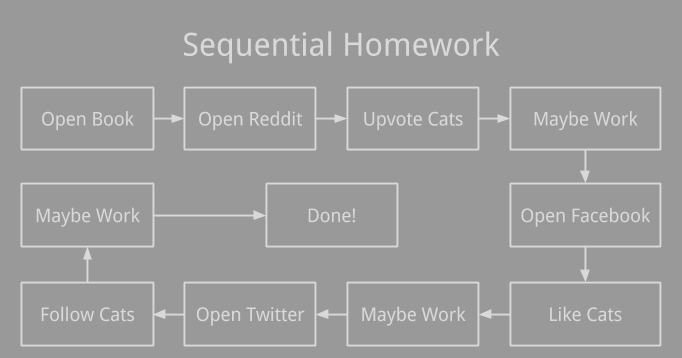 Sequential Homework
Open Book
Open Reddit
Upvote Cats
Maybe Work
Open Facebook
Like Cats
Maybe Work
Open Twitter
Follow Cats
Maybe Work
Done!